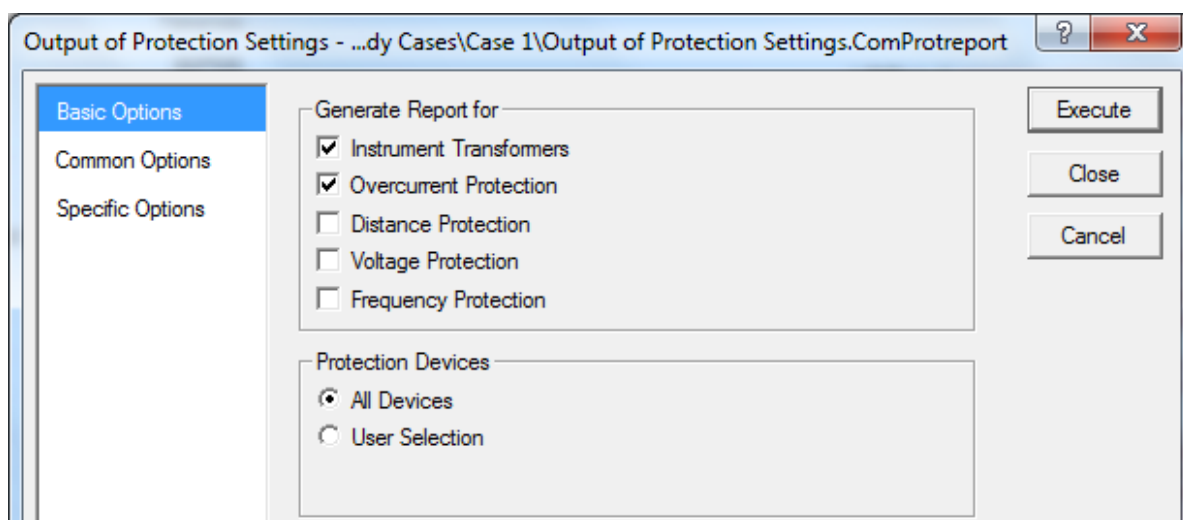 Output of Protection Settings - ...dy Cases\Case 1\Output of Protection Settings.ComProtreport
Basic Options
Common Options
Specific Options
Generate Report for
Instrument Transformers
Overcurrent Protection
Distance Protection
Voltage Protection
Frequency Protection
Protection Devices
All Devices
User Selection
Execute
Close
Cancel